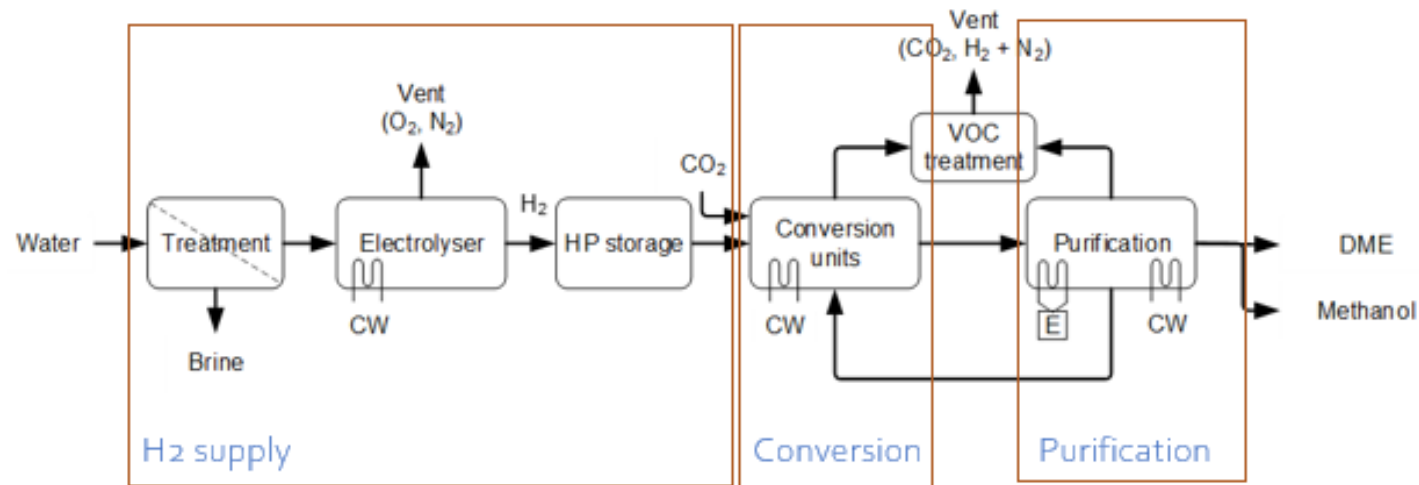 Vent
(CO₂, H₂ + N₂)
Vent
(O₂, N₂)
VOC
treatment
CO₂
H₂
Water
Treatment
Electrolyser
HP storage
Conversion
units
Purification
DME
CW
CW
E
CW
Methanol
Brine
H2 supply
Conversion
Purification